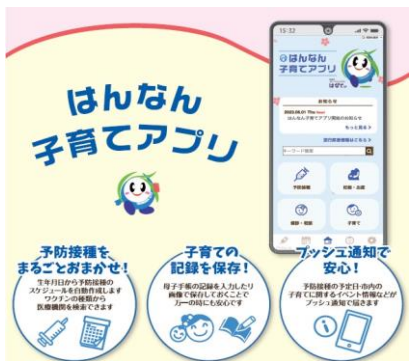 はんなん
子育てアプリ
15:32
はんなん
子育てアプリ
はなてぃ
お知らせ
はんなん子育てアプリ開始のお知らせ
もっと見る
キーワード検索
予防接種
妊娠・出産
健診・相談
子育て
予防接種を
まるごとおまかせ！
生年月日から予防接種の
スケジュールを自動作成します
ワクチンの種類から
医療機関を検索できます
子育ての
記録を保存！
母子手帳の記録を入力したり
画像で保存しておくことで
万一の時にも安心です
プッシュ通知で
安心！
予防接種の予定日・市内の
子育てに関するイベント情報などが
プッシュ通知で届きます